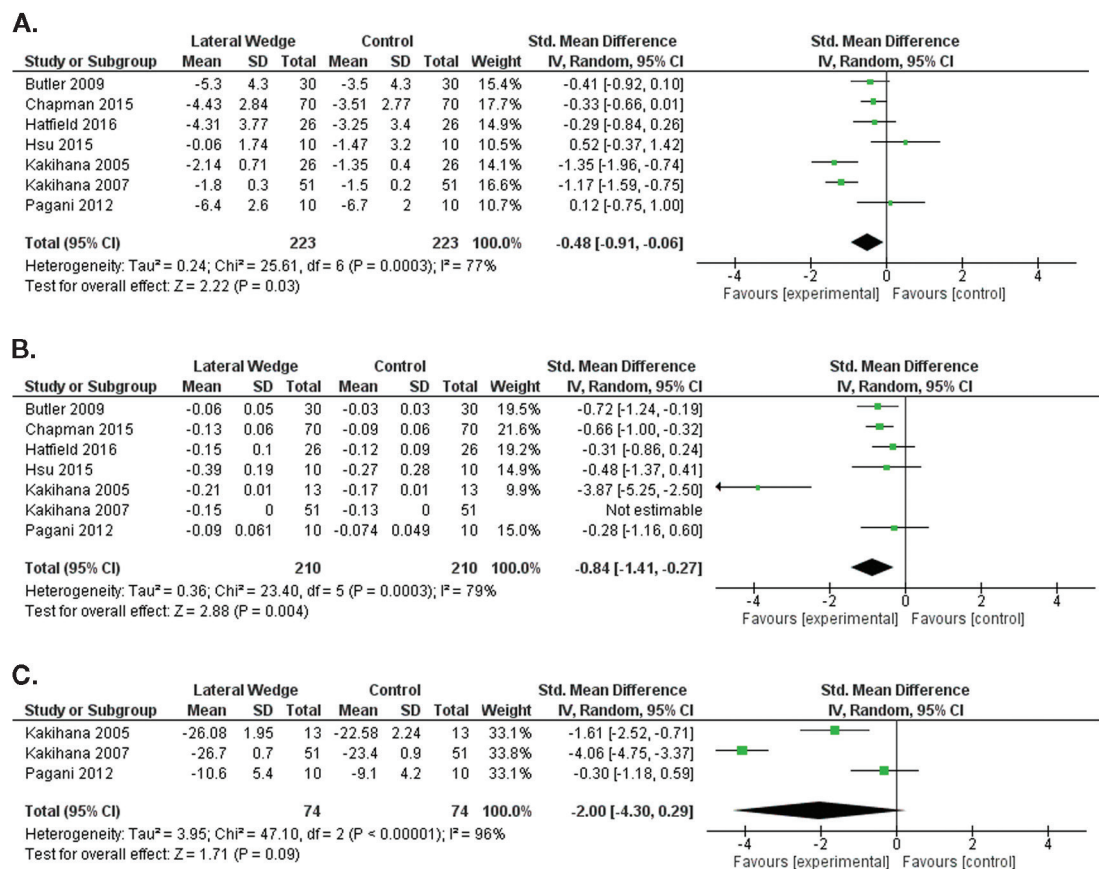 A.
Lateral Wedge Control Std. Mean Difference Std. Mean Difference
Study or Subgroup Mean SD Total Mean SD Total Weight IV, Random, 95% CI IV, Random, 95% CI
Butler 2009 -5.3 4.3 30 -3.5 4.3 30 15.4% -0.41 [-0.92, 0.10]
Chapman 2015 -4.43 2.84 70 -3.51 2.77 70 17.7% -0.33 [-0.66, 0.01]
Hatfield 2016 -4.31 3.77 26 -3.25 3.4 26 14.9% -0.29 [-0.84, 0.26]
Hsu 2015 -0.06 1.74 10 -1.47 3.2 10 10.5% 0.52 [-0.37, 1.42]
Kakihana 2005 -2.14 0.71 26 -1.35 0.4 26 14.1% -1.35 [-1.96, -0.74]
Kakihana 2007 -1.8 0.3 51 -1.5 0.2 51 16.6% -1.17 [-1.59, -0.75]
Pagani 2012 -6.4 2.6 10 -6.7 2 10 10.7% 0.12 [-0.75, 1.00]
Total (95% CI) 223 223 100.0% -0.48 [-0.91, -0.06]
Heterogeneity: Tau² = 0.24; Chi² = 25.61, df = 6 (P = 0.0003); I² = 77%
Test for overall effect: Z = 2.22 (P = 0.03)
-4 -2 0 2 4
Favours [experimental] Favours [control]
B.
Lateral Wedge Control Std. Mean Difference Std. Mean Difference
Study or Subgroup Mean SD Total Mean SD Total Weight IV, Random, 95% CI IV, Random, 95% CI
Butler 2009 -0.06 0.05 30 -0.03 0.03 30 19.5% -0.72 [-1.24, -0.19]
Chapman 2015 -0.13 0.06 70 -0.09 0.06 70 21.6% -0.66 [-1.00, -0.32]
Hatfield 2016 -0.15 0.1 26 -0.12 0.09 26 19.2% -0.31 [-0.86, 0.24]
Hsu 2015 -0.39 0.19 10 -0.27 0.28 10 14.9% -0.48 [-1.37, 0.41]
Kakihana 2005 -0.21 0.01 13 -0.17 0.01 13 9.9% -3.87 [-5.25, -2.50]
Kakihana 2007 -0.15 0 51 -0.13 0 51 Not estimable
Pagani 2012 -0.09 0.061 10 -0.074 0.049 10 15.0% -0.28 [-1.16, 0.60]
Total (95% CI) 210 210 100.0% -0.84 [-1.41, -0.27]
Heterogeneity: Tau² = 0.36; Chi² = 23.40, df = 5 (P = 0.0003); I² = 79%
Test for overall effect: Z = 2.88 (P = 0.004)
-4 -2 0 2 4
Favours [experimental] Favours [control]
C.
Lateral Wedge Control Std. Mean Difference Std. Mean Difference
Study or Subgroup Mean SD Total Mean SD Total Weight IV, Random, 95% CI IV, Random, 95% CI
Kakihana 2005 -26.08 1.95 13 -22.58 2.24 13 33.1% -1.61 [-2.52, -0.71]
Kakihana 2007 -26.7 0.7 51 -23.4 0.9 51 33.8% -4.06 [-4.75, -3.37]
Pagani 2012 -10.6 5.4 10 -9.1 4.2 10 33.1% -0.30 [-1.18, 0.59]
Total (95% CI) 74 74 100.0% -2.00 [-4.30, 0.29]
Heterogeneity: Tau² = 3.95; Chi² = 47.10, df = 2 (P < 0.00001); I² = 96%
Test for overall effect: Z = 1.71 (P = 0.09)
-4 -2 0 2 4
Favours [experimental] Favours [control]